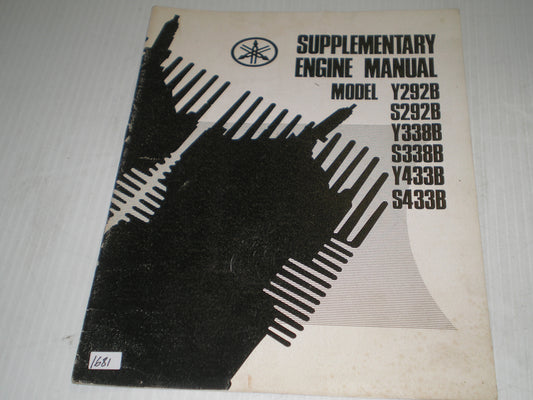 SUPPLEMENTARY
ENGINE MANUAL
MODEL Y292B
S292B
Y338B
S338B
Y433B
S433B
1681